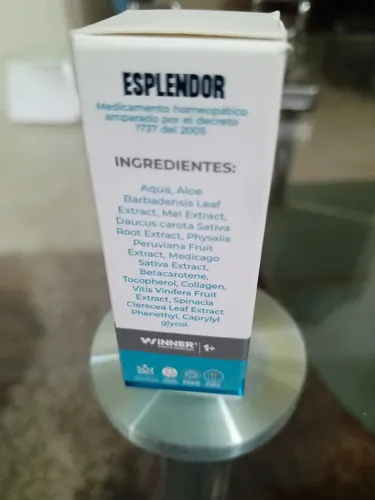 ESPLENDOR
Medicamento homeopático
amparado por el decreto
1737 del 2005
INGREDIENTES:
Aqua, Aloe
Barbadensis Leaf
Extract, Mel Extract,
Daucus carota Sativa
Root Extract, Physalis
Peruviana Fruit
Extract, Medicago
Sativa Extract,
Betacarotene,
Tocopherol, Collagen,
Vitis Vinifera Fruit
Extract, Spinacia
Clerecea Leaf Extract
Phenethyl, Caprylyl
glycol.
WINNER
1+